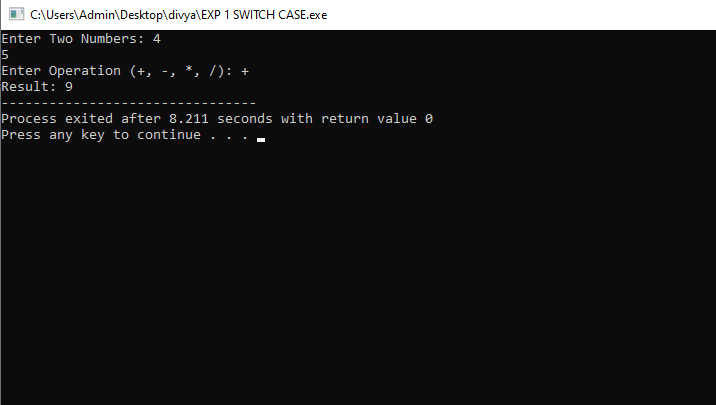 C:\Users\Admin\Desktop\divya\EXP 1 SWITCH CASE.exe
Enter Two Numbers: 4
5
Enter Operation (+, -, *, /): +
Result: 9
--------------------------------
Process exited after 8.211 seconds with return value 0
Press any key to continue . . .